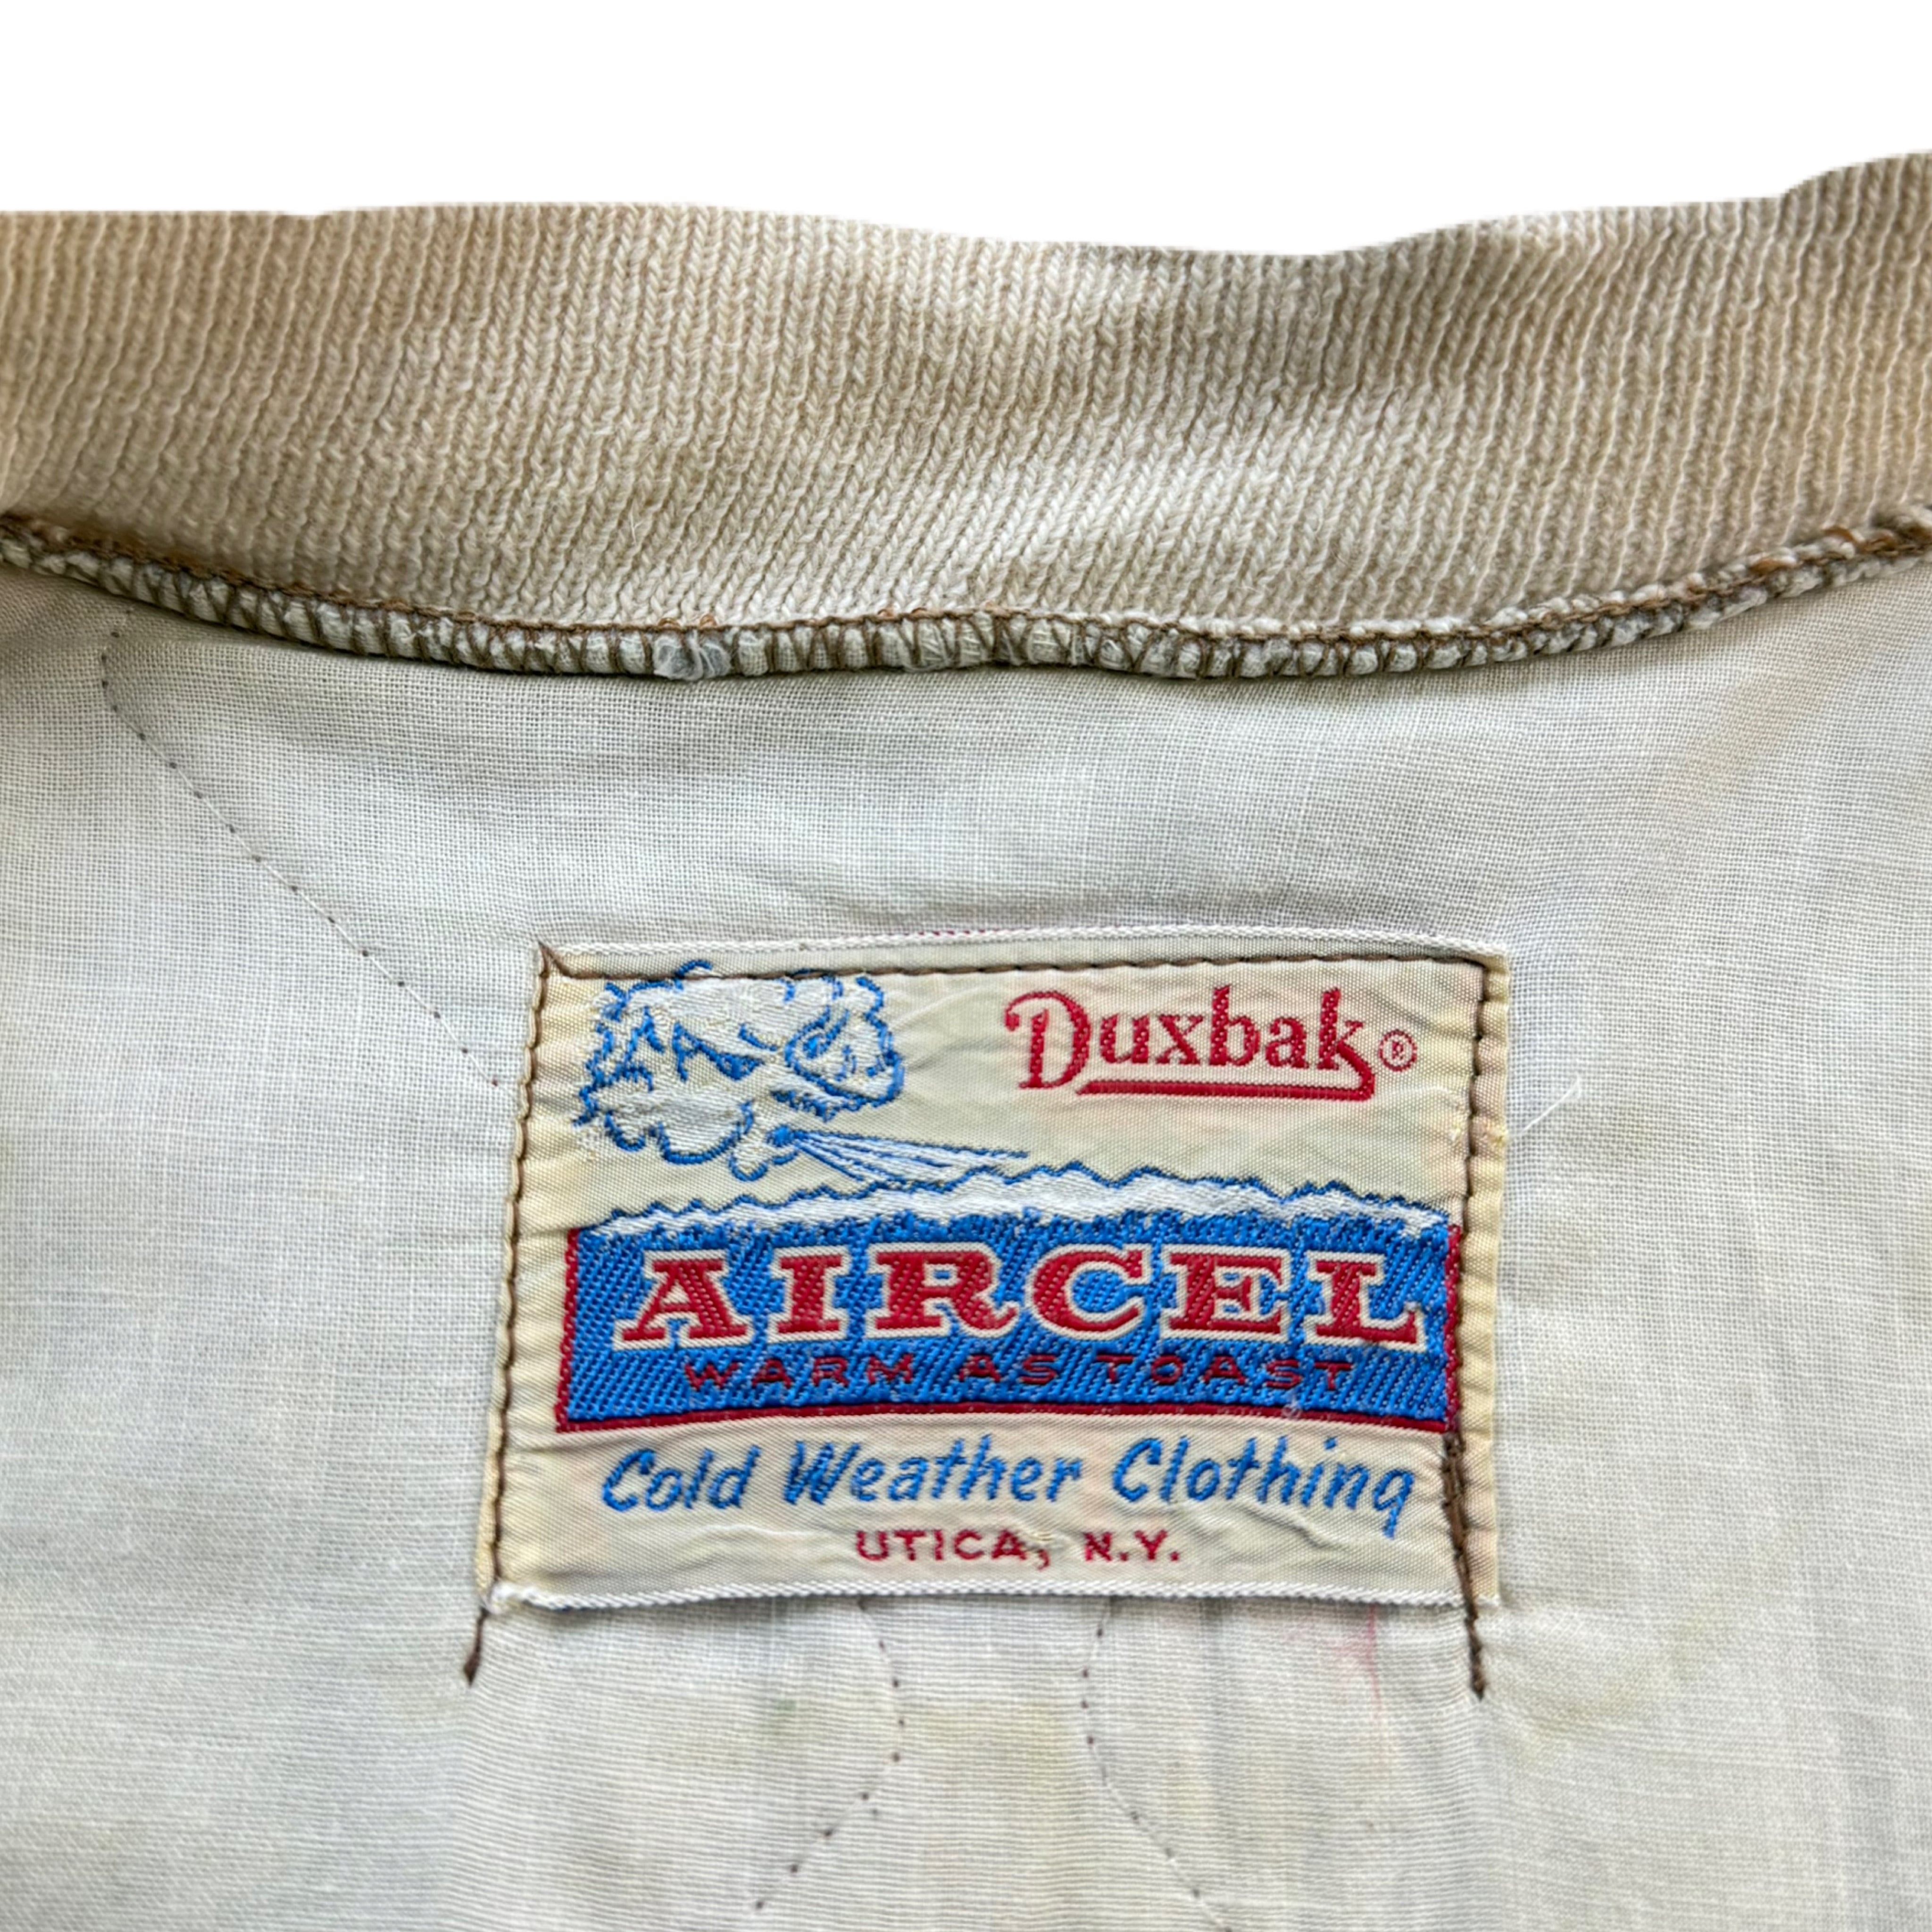 Duxbak®
AIRCEL
WARM AS TOAST
Cold Weather Clothing
UTICA, N.Y.